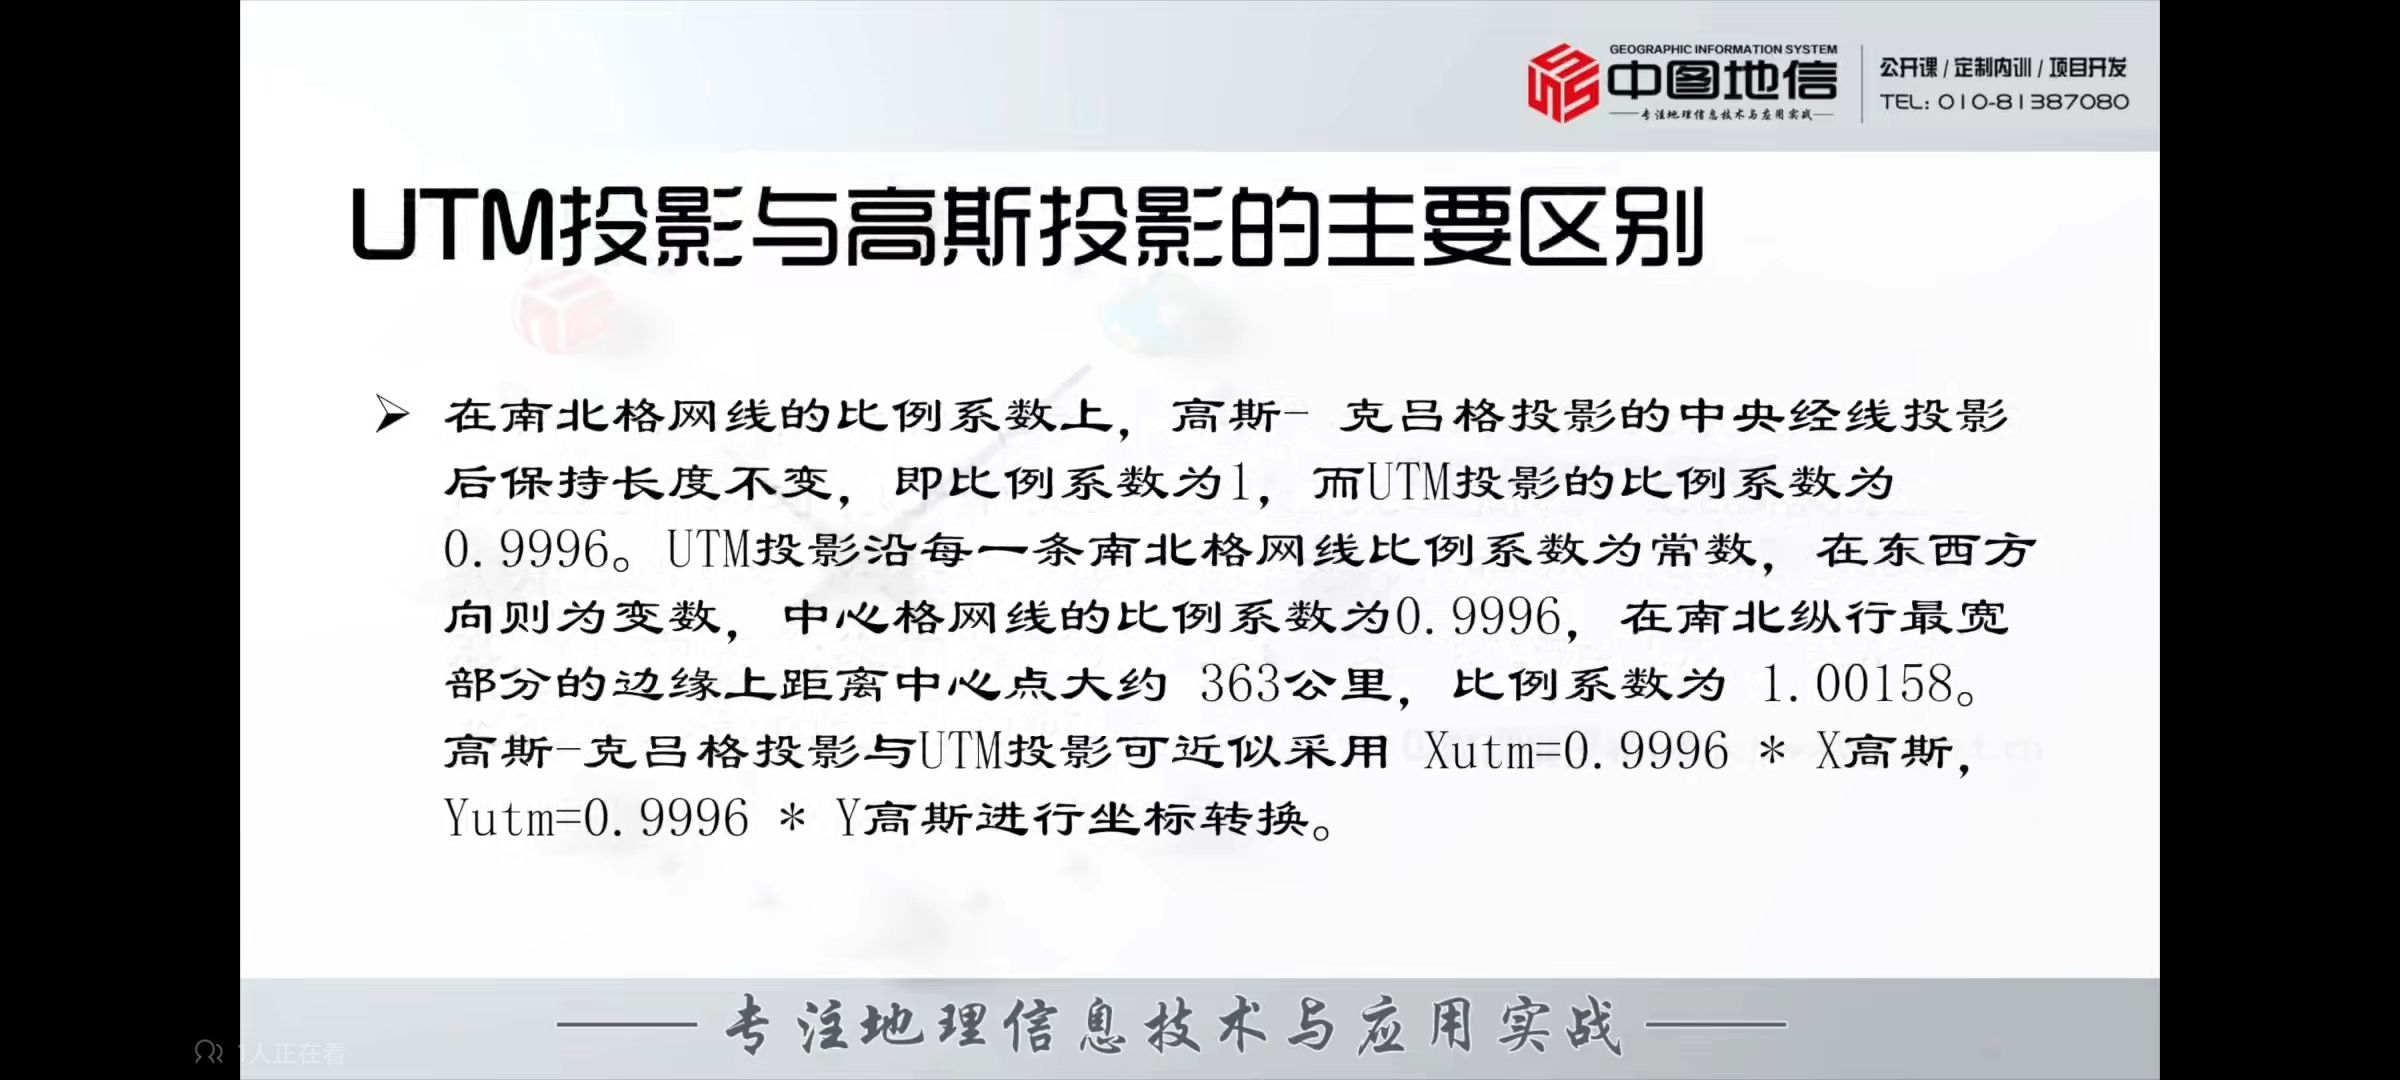 GEOGRAPHIC INFORMATION SYSTEM
中图地信
专注地理信息技术与应用实战
公开课 / 定制内训 / 项目开发
TEL: 010-81387080
UTM投影与高斯投影的主要区别
➢ 在南北格网线的比例系数上，高斯- 克吕格投影的中央经线投影
后保持长度不变，即比例系数为1，而UTM投影的比例系数为
0.9996。UTM投影沿每一条南北格网线比例系数为常数，在东西方
向则为变数，中心格网线的比例系数为0.9996，在南北纵行最宽
部分的边缘上距离中心点大约 363公里，比例系数为 1.00158。
高斯-克吕格投影与UTM投影可近似采用 Xutm=0.9996 * X高斯，
Yutm=0.9996 * Y高斯进行坐标转换。
专注地理信息技术与应用实战
1人正在看